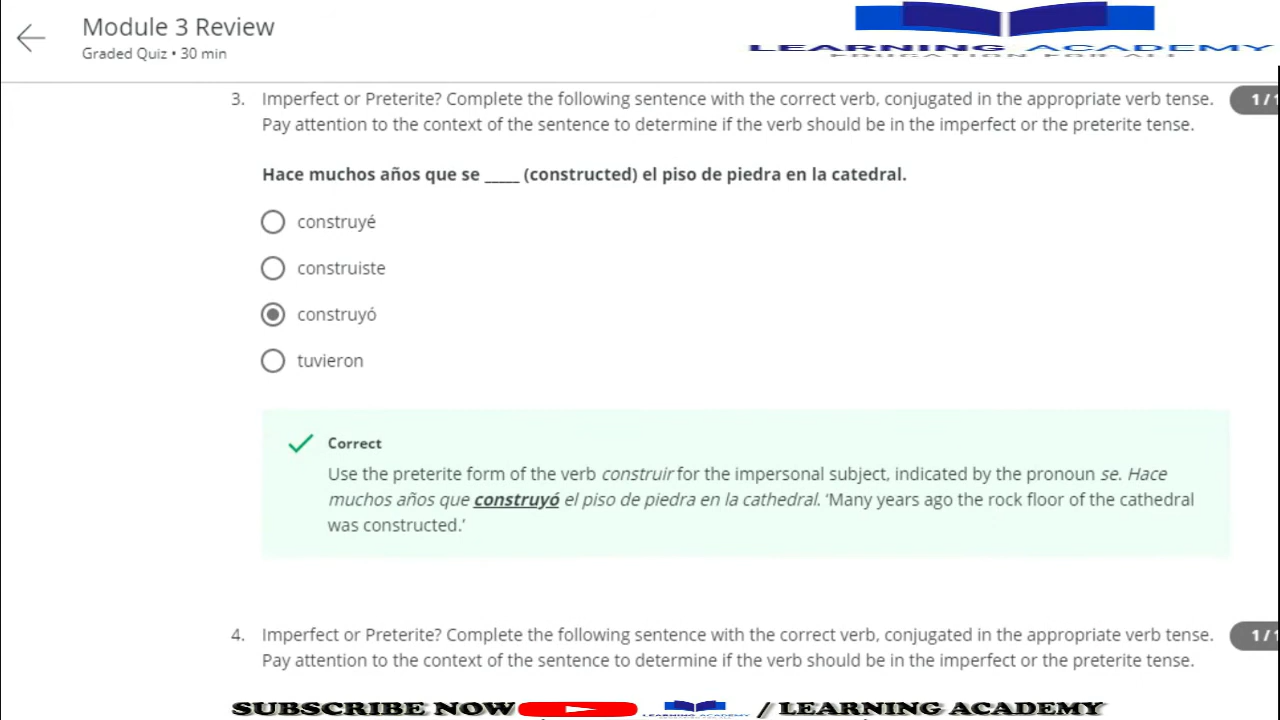 Module 3 Review
Graded Quiz • 30 min
LEARNING ACADEMY
EDUCATION FOR ALL
3. Imperfect or Preterite? Complete the following sentence with the correct verb, conjugated in the appropriate verb tense.
1/1
Pay attention to the context of the sentence to determine if the verb should be in the imperfect or the preterite tense.
Hace muchos años que se _____ (constructed) el piso de piedra en la catedral.
construyé
construiste
construyó
tuvieron
Correct
Use the preterite form of the verb construir for the impersonal subject, indicated by the pronoun se. Hace
muchos años que construyó el piso de piedra en la cathedral. ‘Many years ago the rock floor of the cathedral
was constructed.’
4. Imperfect or Preterite? Complete the following sentence with the correct verb, conjugated in the appropriate verb tense.
1/1
Pay attention to the context of the sentence to determine if the verb should be in the imperfect or the preterite tense.
SUBSCRIBE NOW LEARNING ACADEMY / LEARNING ACADEMY